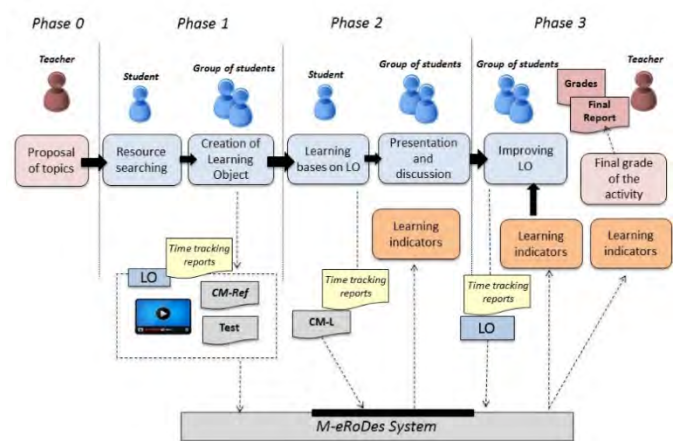 Phase 0
Phase 1
Phase 2
Phase 3
Teacher
Student
Group of students
Student
Group of students
Group of students
Teacher
Grades
Final
Report
Proposal
of topics
Resource
searching
Creation of
Learning
Object
Learning
bases on LO
Presentation
and
discussion
Improving
LO
Final grade
of the
activity
Learning
indicators
Learning
indicators
Learning
indicators
Time tracking
reports
LO
CM-Ref
Test
Time tracking
reports
CM-L
Time tracking
reports
LO
M-eRoDes System